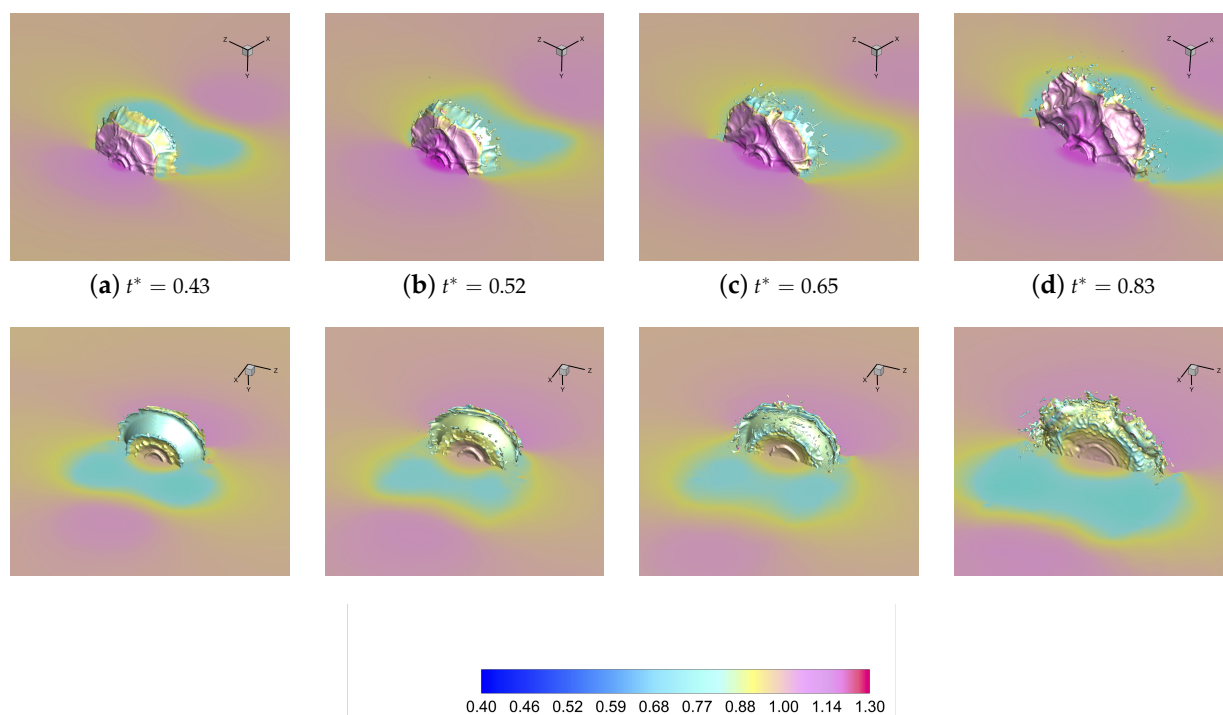 Z X
Y
Z X
Y
Z X
Y
Z X
Y
(a) t* = 0.43
(b) t* = 0.52
(c) t* = 0.65
(d) t* = 0.83
X Z
Y
X Z
Y
X Z
Y
X Z
Y
0.40 0.46 0.52 0.59 0.68 0.77 0.88 1.00 1.14 1.30